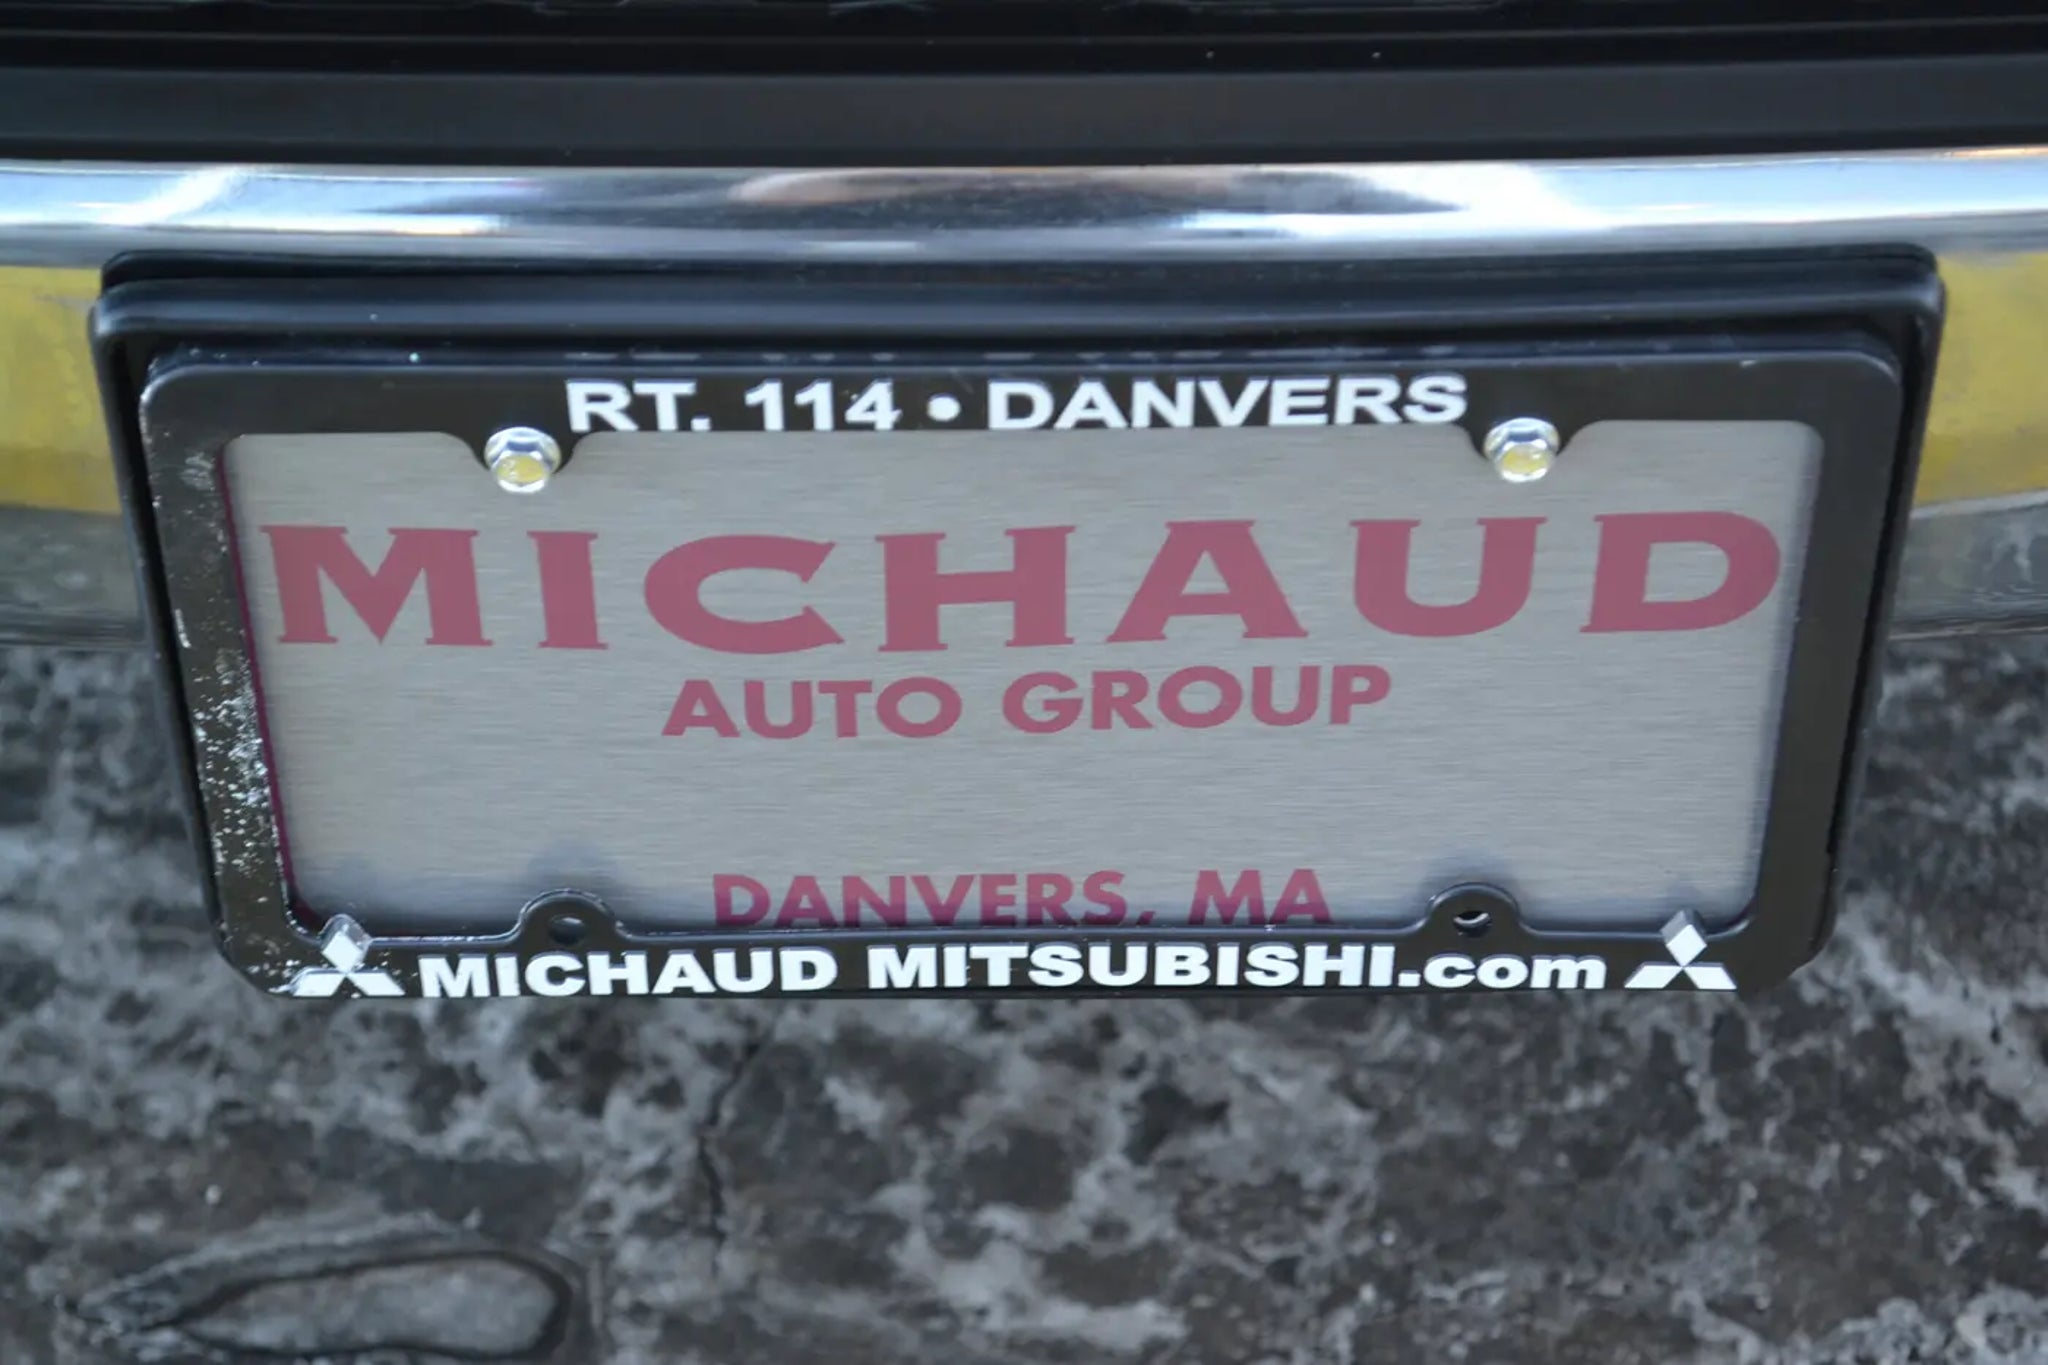 RT. 114 • DANVERS
MICHAUD
AUTO GROUP
DANVERS, MA
MICHAUD MITSUBISHI.com